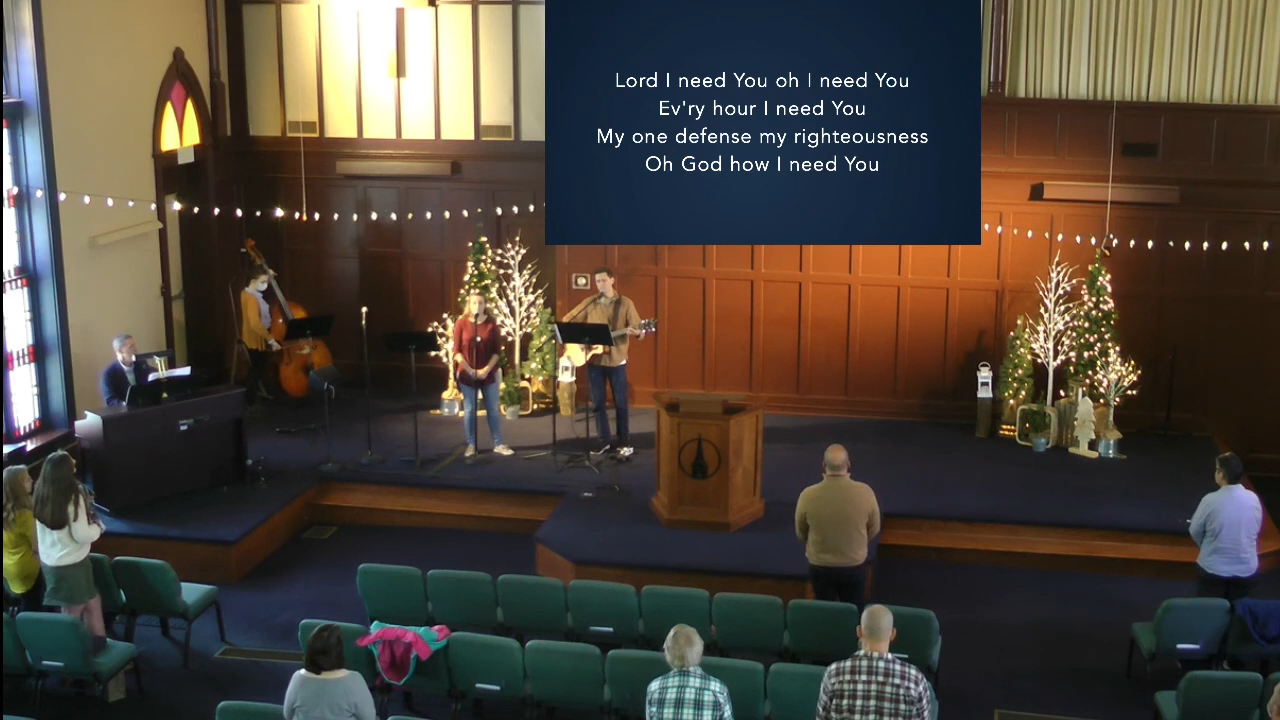 Lord I need You oh I need You
Ev'ry hour I need You
My one defense my righteousness
Oh God how I need You